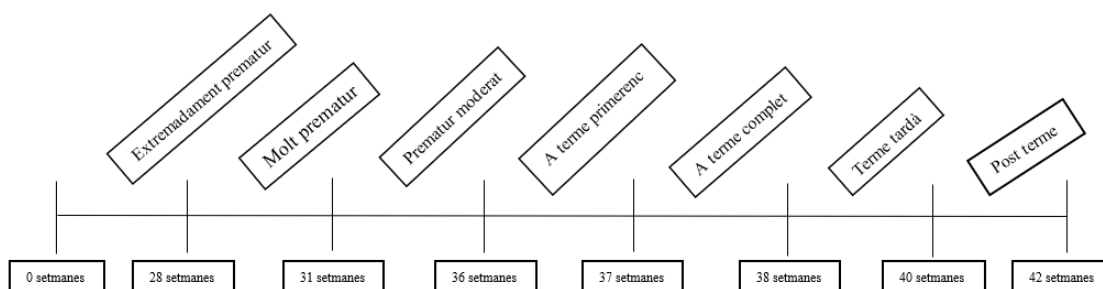 Extremadament prematur
Molt prematur
Prematur moderat
A terme primerenc
A terme complet
Terme tardà
Post terme
0 setmanes
28 setmanes
31 setmanes
36 setmanes
37 setmanes
38 setmanes
40 setmanes
42 setmanes